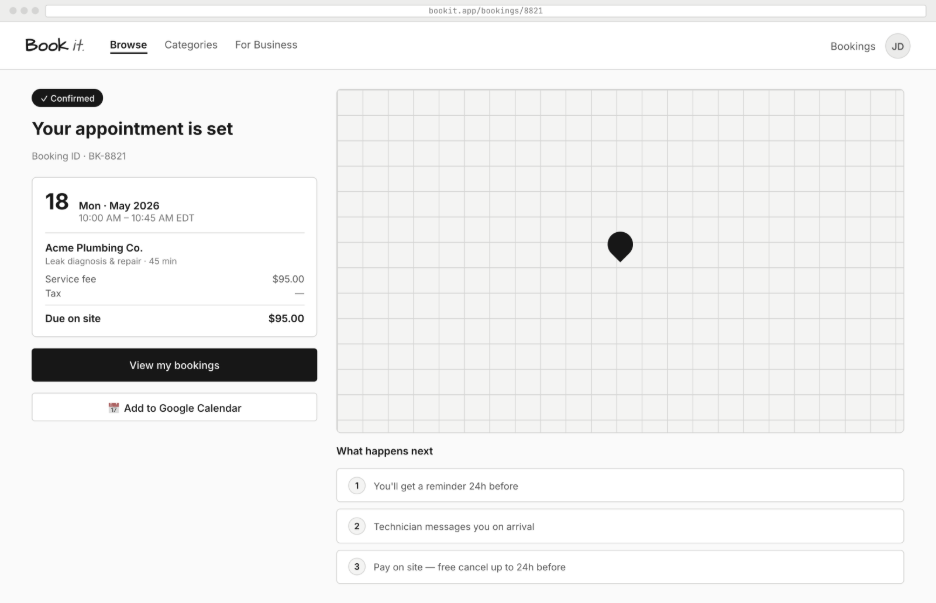 bookit.app/bookings/8821
Book it.
Browse
Categories
For Business
Bookings
JD
✓ Confirmed
Your appointment is set
Booking ID · BK-8821
18
Mon · May 2026
10:00 AM – 10:45 AM EDT
Acme Plumbing Co.
Leak diagnosis & repair · 45 min
Service fee $95.00
Tax —
Due on site $95.00
View my bookings
Add to Google Calendar
What happens next
1 You'll get a reminder 24h before
2 Technician messages you on arrival
3 Pay on site — free cancel up to 24h before